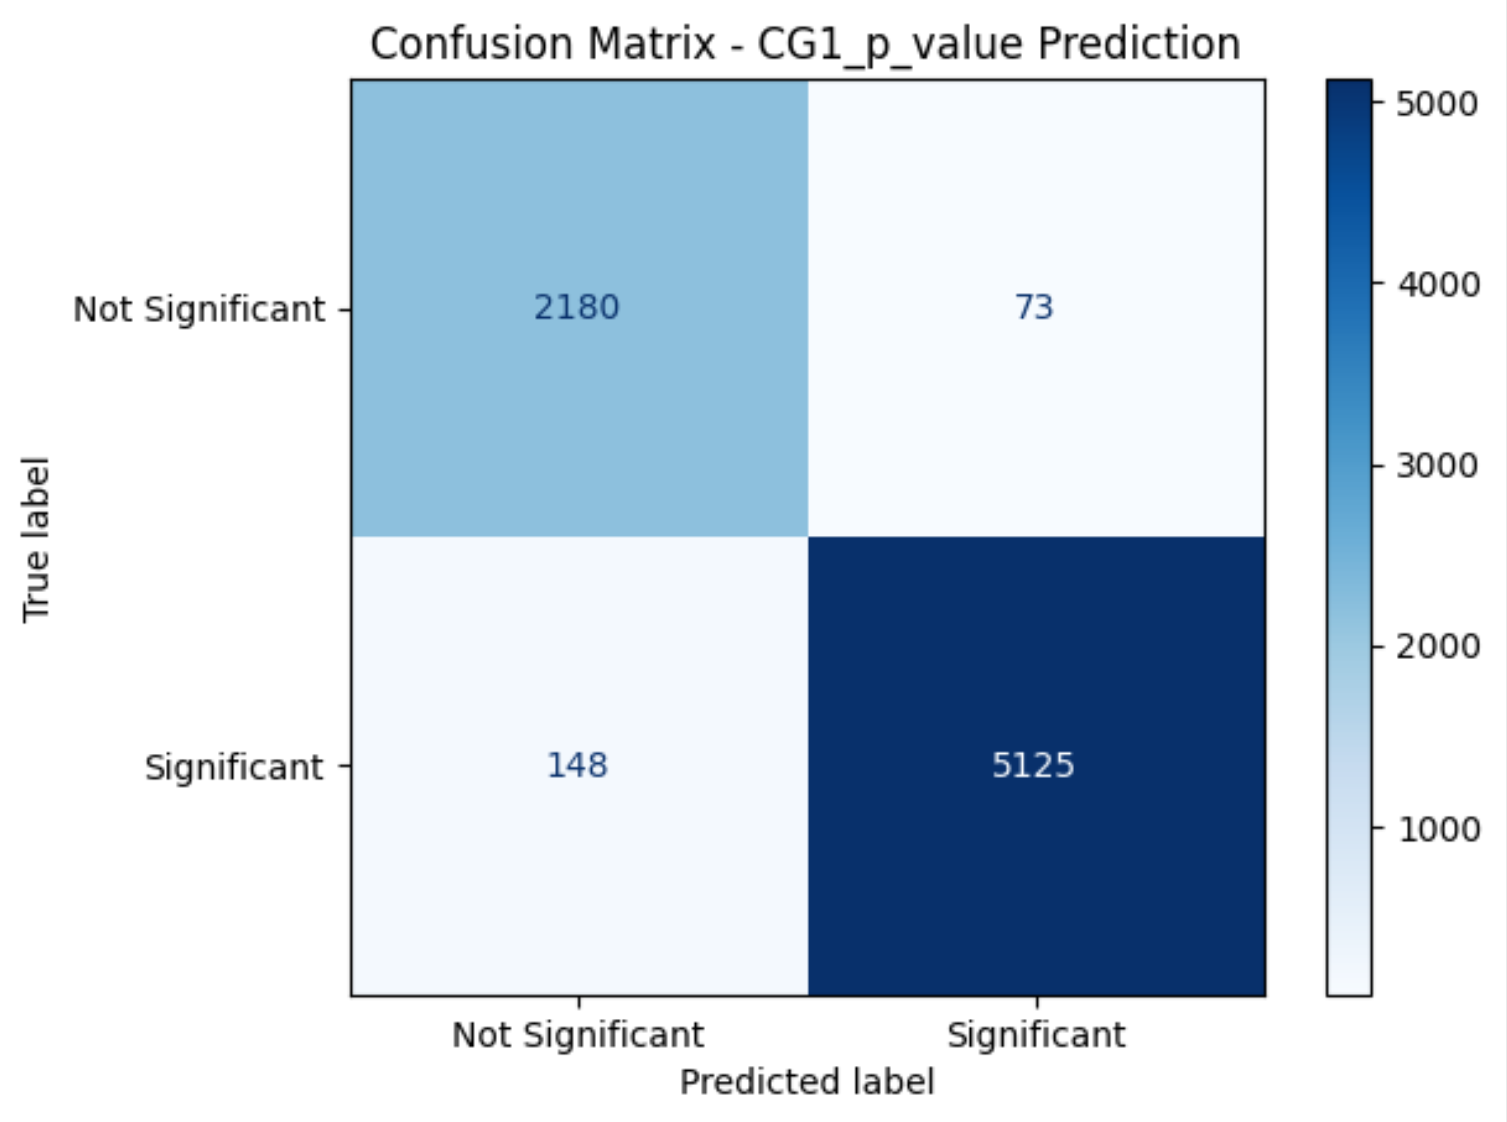 Confusion Matrix - CG1_p_value Prediction
True label
Not Significant
Significant
2180
73
148
5125
Not Significant
Significant
Predicted label
5000
4000
3000
2000
1000